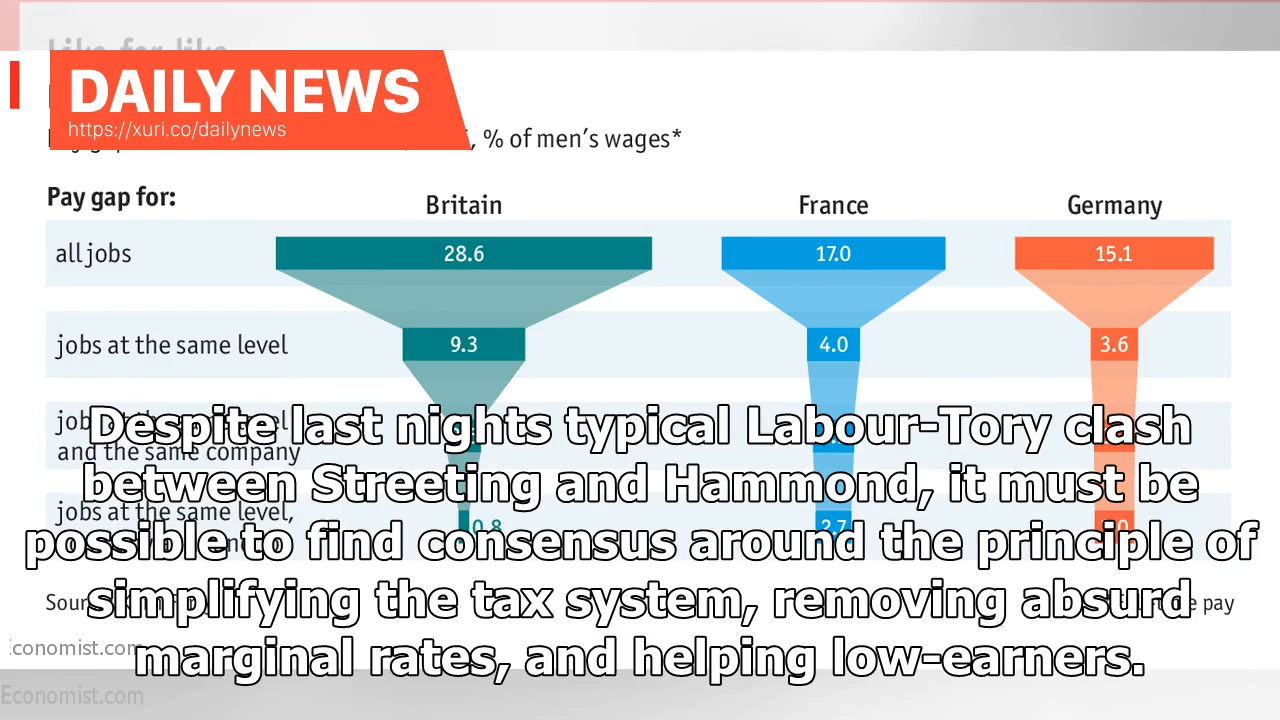 Like-for-like
DAILY NEWS
https://xuri.co/dailynews
, % of men's wages*
Pay gap for:
Britain France Germany
all jobs 28.6 17.0 15.1
jobs at the same level 9.3 4.0 3.6
and the same company
jobs at the same level,
0.8 2.7
Despite last nights typical Labour-Tory clash
between Streeting and Hammond, it must be
possible to find consensus around the principle of
simplifying the tax system, removing absurd
marginal rates, and helping low-earners.
pay
Economist.com
Economist.com